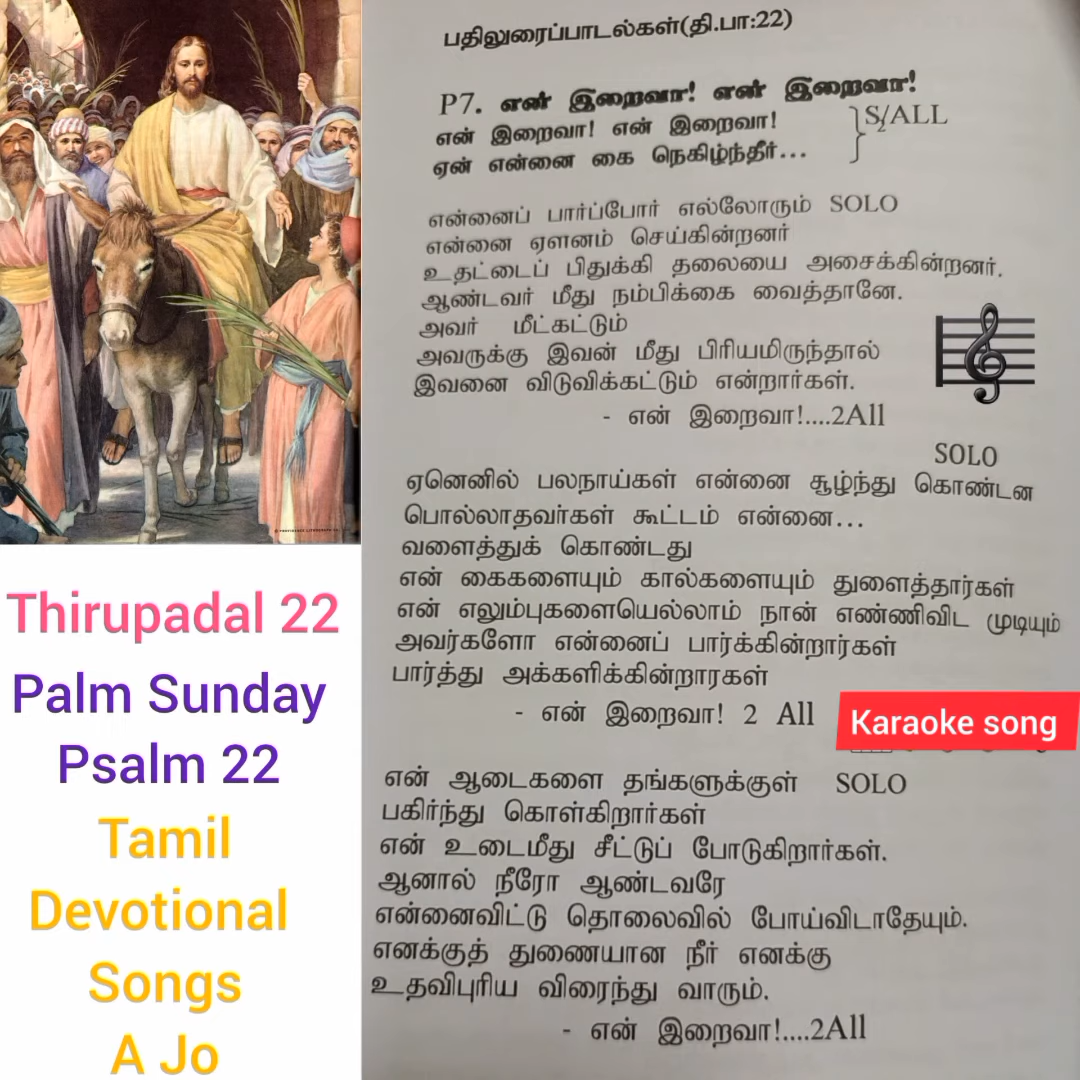 பதிலுரைப்பாடல்கள்(தி.பா:22)
P7. என் இறைவா! என் இறைவா!
என் இறைவா! என் இறைவா!
ஏன் என்னை கை நெகிழ்ந்தீர்...
S/ALL
2
என்னைப் பார்ப்போர் எல்லோரும் SOLO
என்னை ஏளனம் செய்கின்றனர்
உதட்டைப் பிதுக்கி தலையை அசைக்கின்றனர்.
ஆண்டவர் மீது நம்பிக்கை வைத்தானே.
அவர் மீட்கட்டும்
அவருக்கு இவன் மீது பிரியமிருந்தால்
இவனை விடுவிக்கட்டும் என்றார்கள்.
- என் இறைவா!....2All
SOLO
ஏனெனில் பலநாய்கள் என்னை சூழ்ந்து கொண்டன
பொல்லாதவர்கள் கூட்டம் என்னை...
வளைத்துக் கொண்டது
என் கைகளையும் கால்களையும் துளைத்தார்கள்
என் எலும்புகளையெல்லாம் நான் எண்ணிவிட முடியும்
அவர்களோ என்னைப் பார்க்கின்றார்கள்
பார்த்து அக்களிக்கின்றாரகள்
- என் இறைவா! 2 All
Karaoke song
என் ஆடைகளை தங்களுக்குள் SOLO
பகிர்ந்து கொள்கிறார்கள்
என் உடைமீது சீட்டுப் போடுகிறார்கள்.
ஆனால் நீரோ ஆண்டவரே
என்னைவிட்டு தொலைவில் போய்விடாதேயும்.
எனக்குத் துணையான நீர் எனக்கு
உதவிபுரிய விரைந்து வாரும்.
- என் இறைவா!....2All
Thirupadal 22
Palm Sunday
Psalm 22
Tamil
Devotional
Songs
A Jo